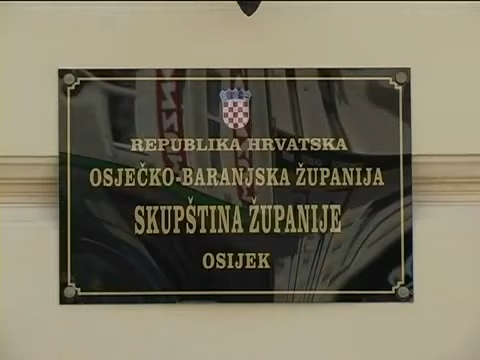 REPUBLIKA HRVATSKA
OSJEČKO-BARANJSKA ŽUPANIJA
SKUPŠTINA ŽUPANIJE
OSIJEK